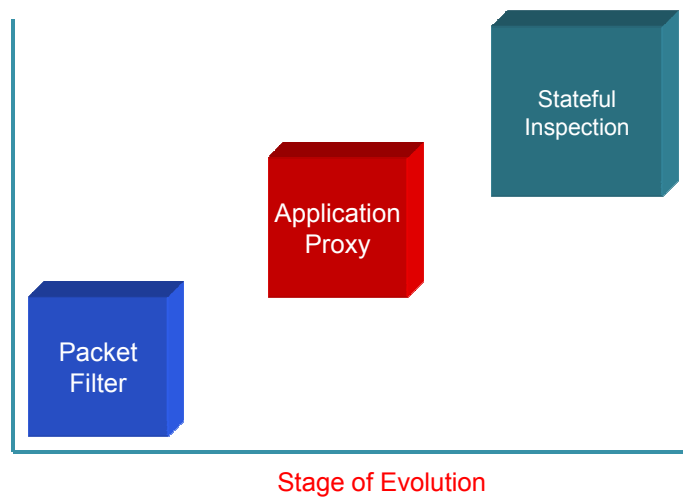 Stateful
Inspection
Application
Proxy
Packet
Filter
Stage of Evolution